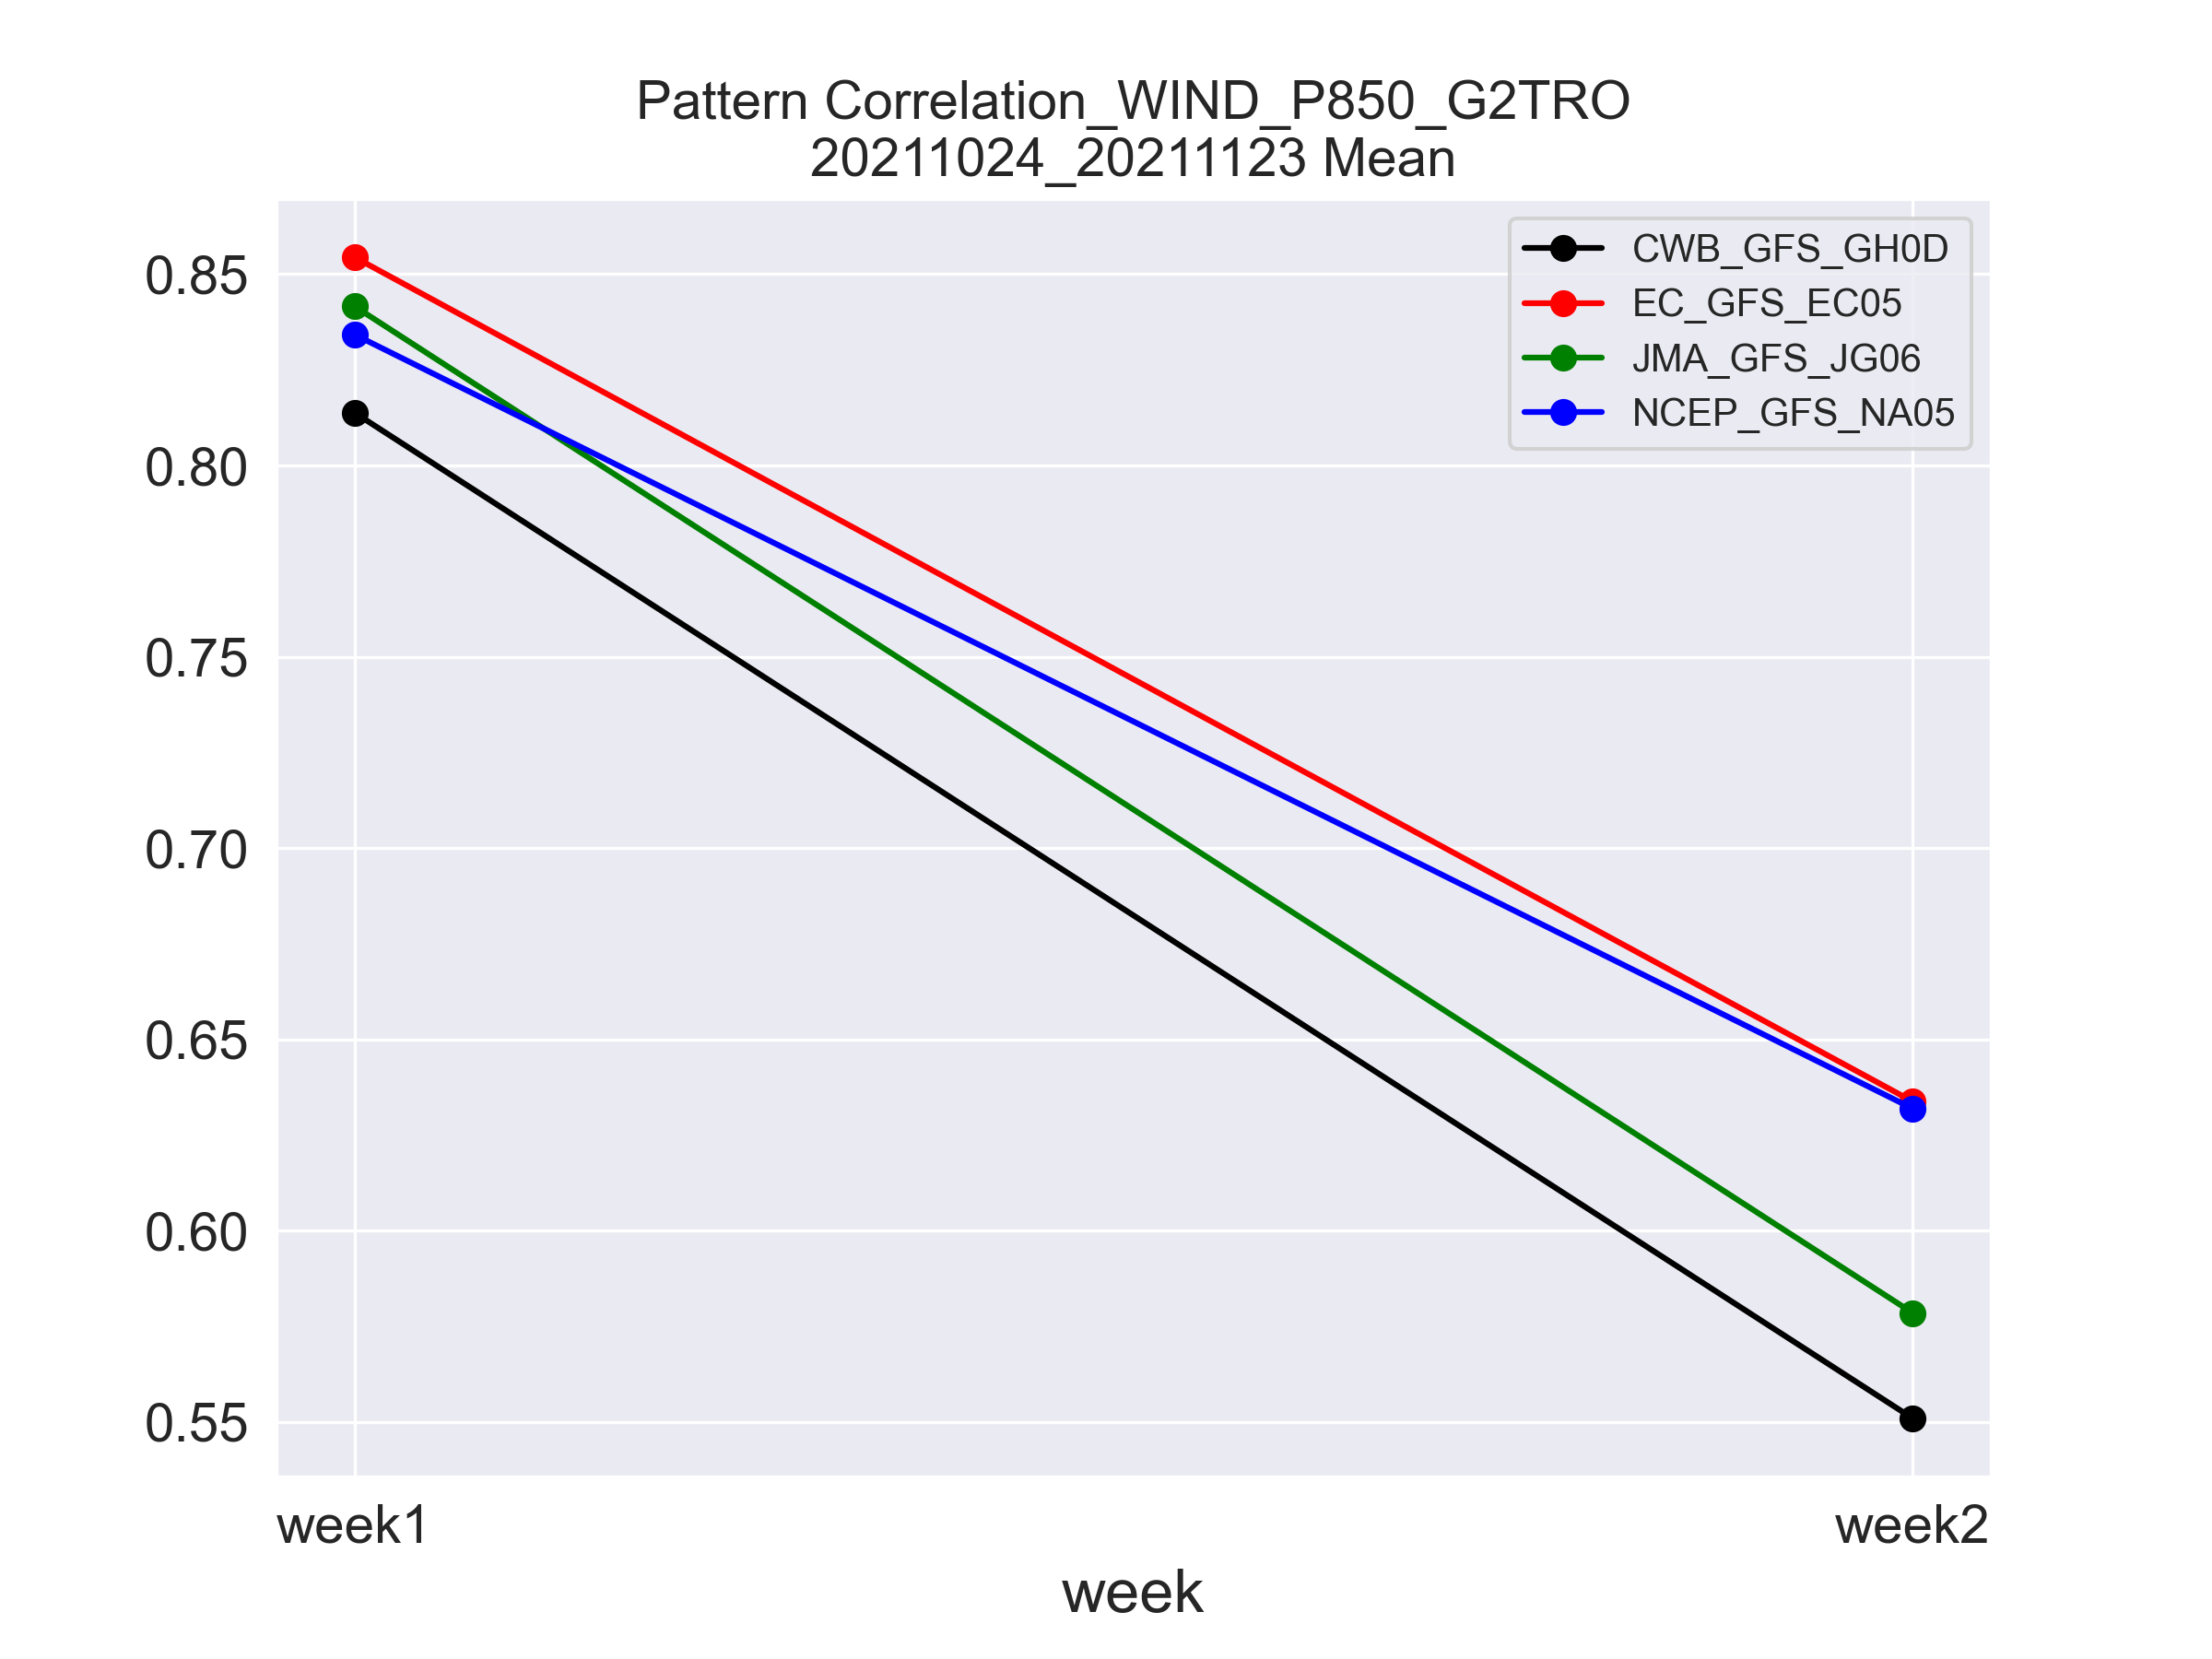 Pattern Correlation_WIND_P850_G2TRO
20211024_20211123 Mean
CWB_GFS_GH0D
EC_GFS_EC05
JMA_GFS_JG06
NCEP_GFS_NA05
0.85
0.80
0.75
0.70
0.65
0.60
0.55
week1
week2
week